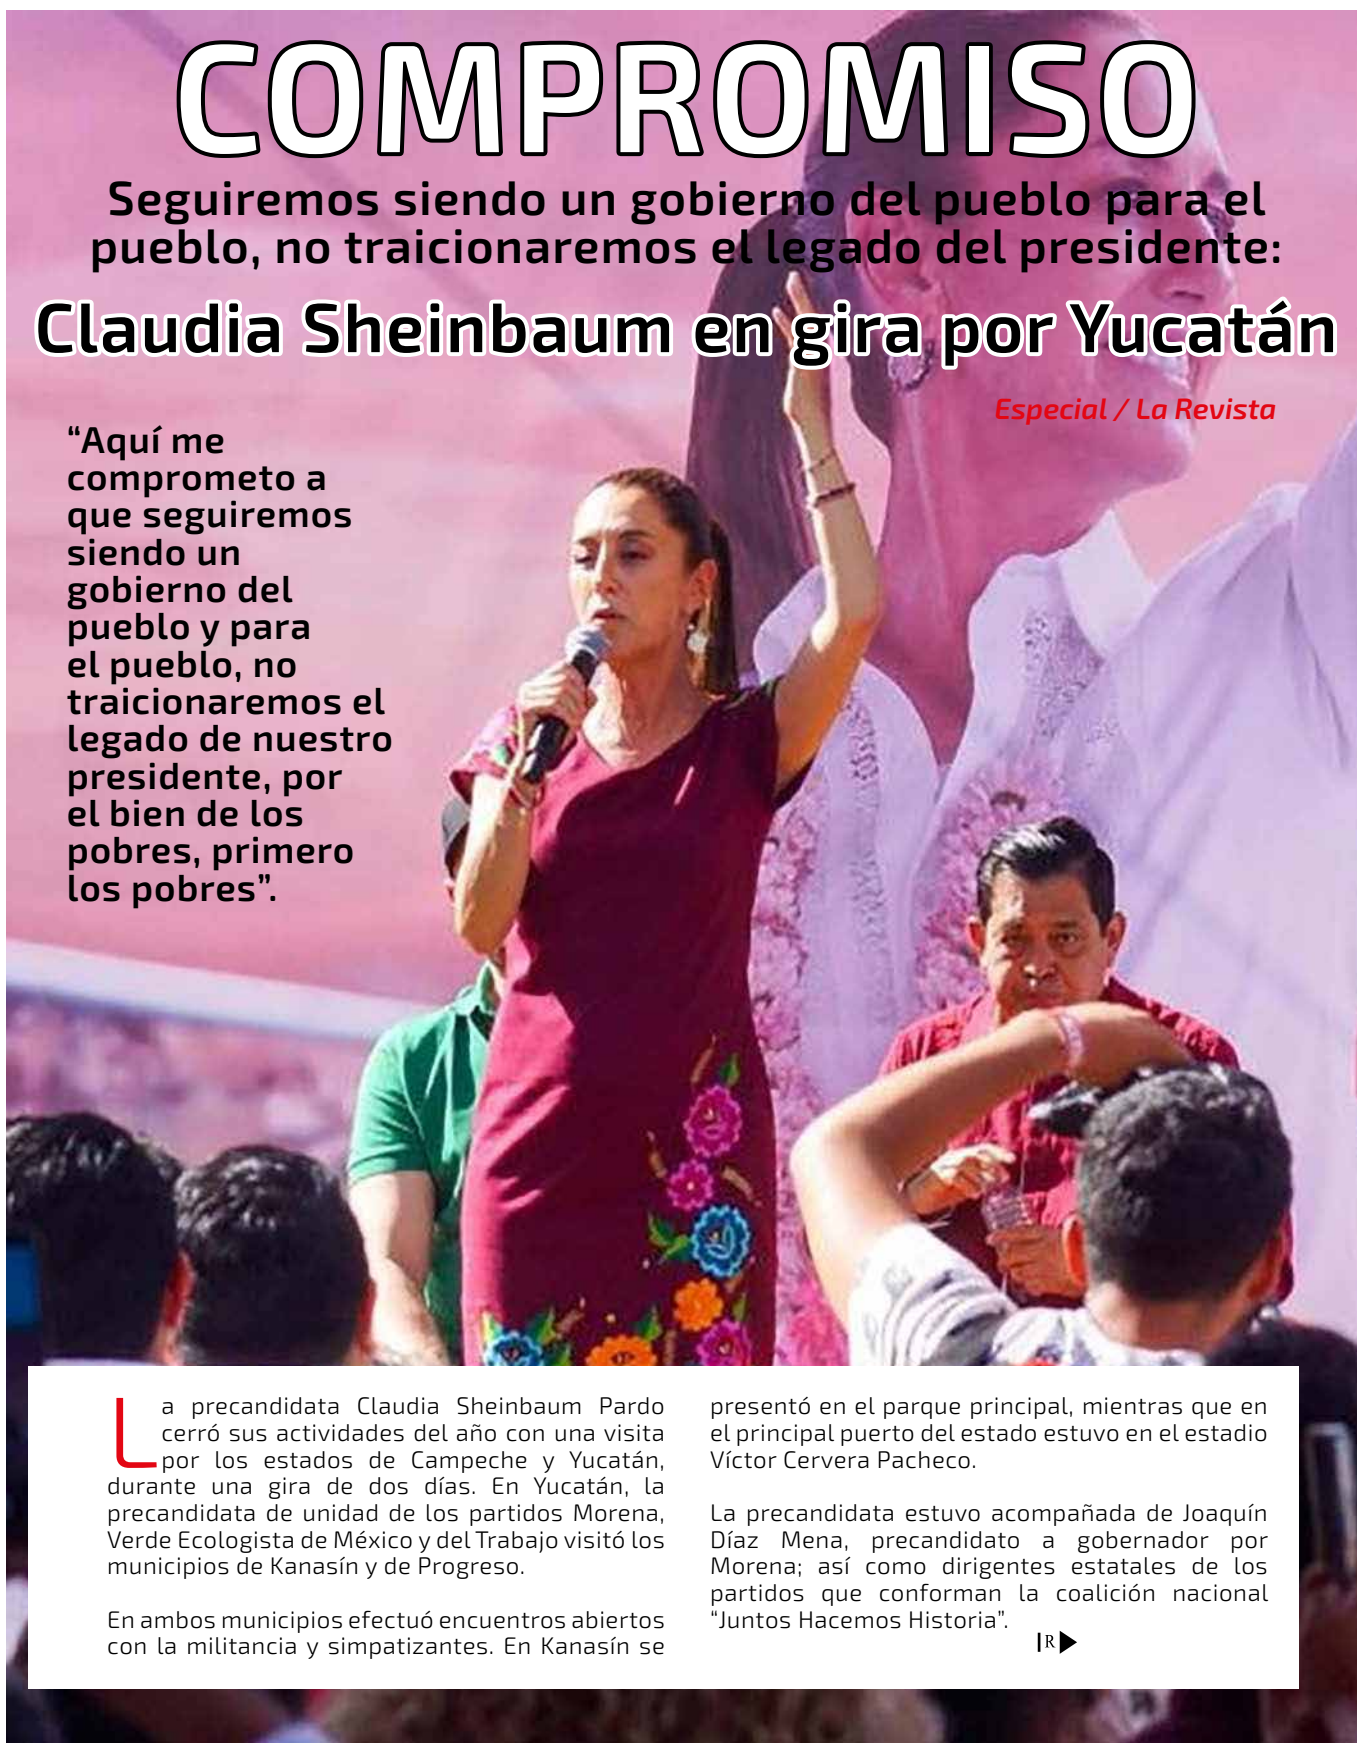 COMPROMISO
Seguiremos siendo un gobierno del pueblo para el
pueblo, no traicionaremos el legado del presidente:
Claudia Sheinbaum en gira por Yucatán
Especial / La Revista
“Aquí me
comprometo a
que seguiremos
siendo un
gobierno del
pueblo y para
el pueblo, no
traicionaremos el
legado de nuestro
presidente, por
el bien de los
pobres, primero
los pobres”.
La precandidata Claudia Sheinbaum Pardo
cerró sus actividades del año con una visita
por los estados de Campeche y Yucatán,
durante una gira de dos días. En Yucatán, la
precandidata de unidad de los partidos Morena,
Verde Ecologista de México y del Trabajo visitó los
municipios de Kanasín y de Progreso.
En ambos municipios efectuó encuentros abiertos
con la militancia y simpatizantes. En Kanasín se
presentó en el parque principal, mientras que en
el principal puerto del estado estuvo en el estadio
Víctor Cervera Pacheco.
La precandidata estuvo acompañada de Joaquín
Díaz Mena, precandidato a gobernador por
Morena; así como dirigentes estatales de los
partidos que conforman la coalición nacional
“Juntos Hacemos Historia”.
R